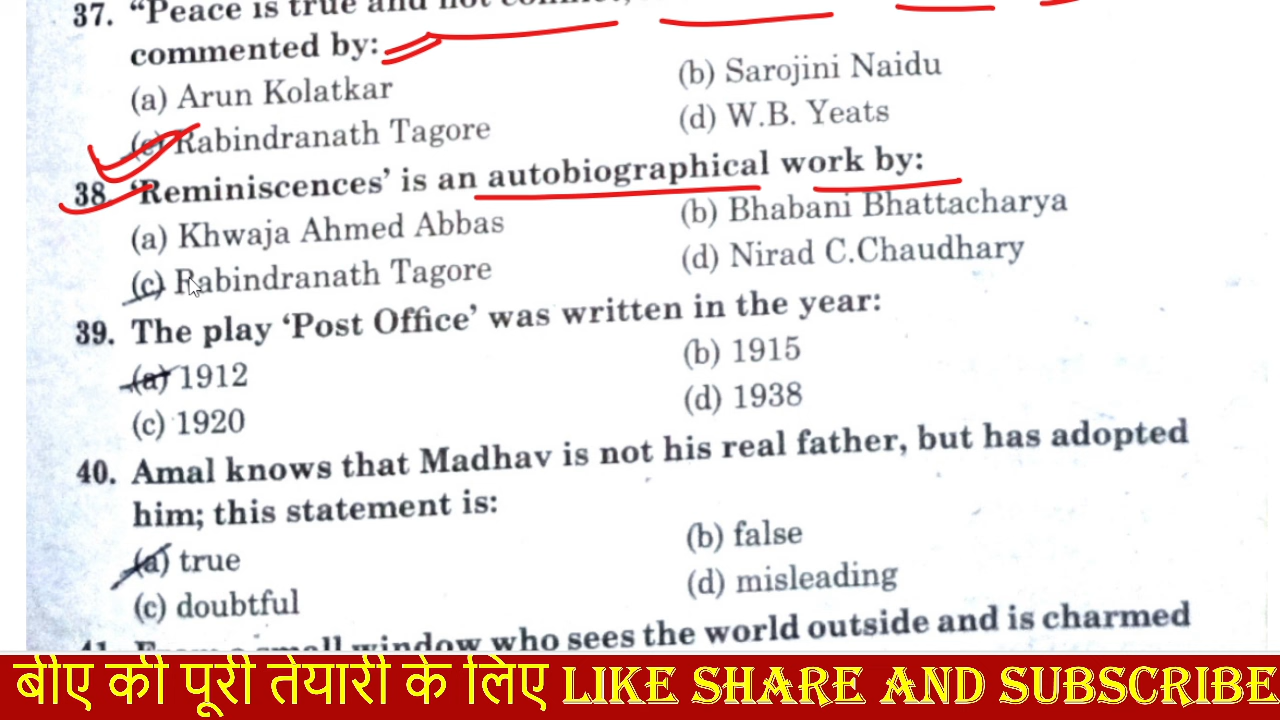 37. “Peace is true and not conflict,
commented by:
(a) Arun Kolatkar (b) Sarojini Naidu
(c) Rabindranath Tagore (d) W.B. Yeats
38. ‘Reminiscences’ is an autobiographical work by:
(a) Khwaja Ahmed Abbas (b) Bhabani Bhattacharya
(c) Rabindranath Tagore (d) Nirad C.Chaudhary
39. The play ‘Post Office’ was written in the year:
(a) 1912 (b) 1915
(c) 1920 (d) 1938
40. Amal knows that Madhav is not his real father, but has adopted
him; this statement is:
(a) true (b) false
(c) doubtful (d) misleading
41. From a small window who sees the world outside and is charmed
बीए की पूरी तेयारी के लिए LIKE SHARE AND SUBSCRIBE